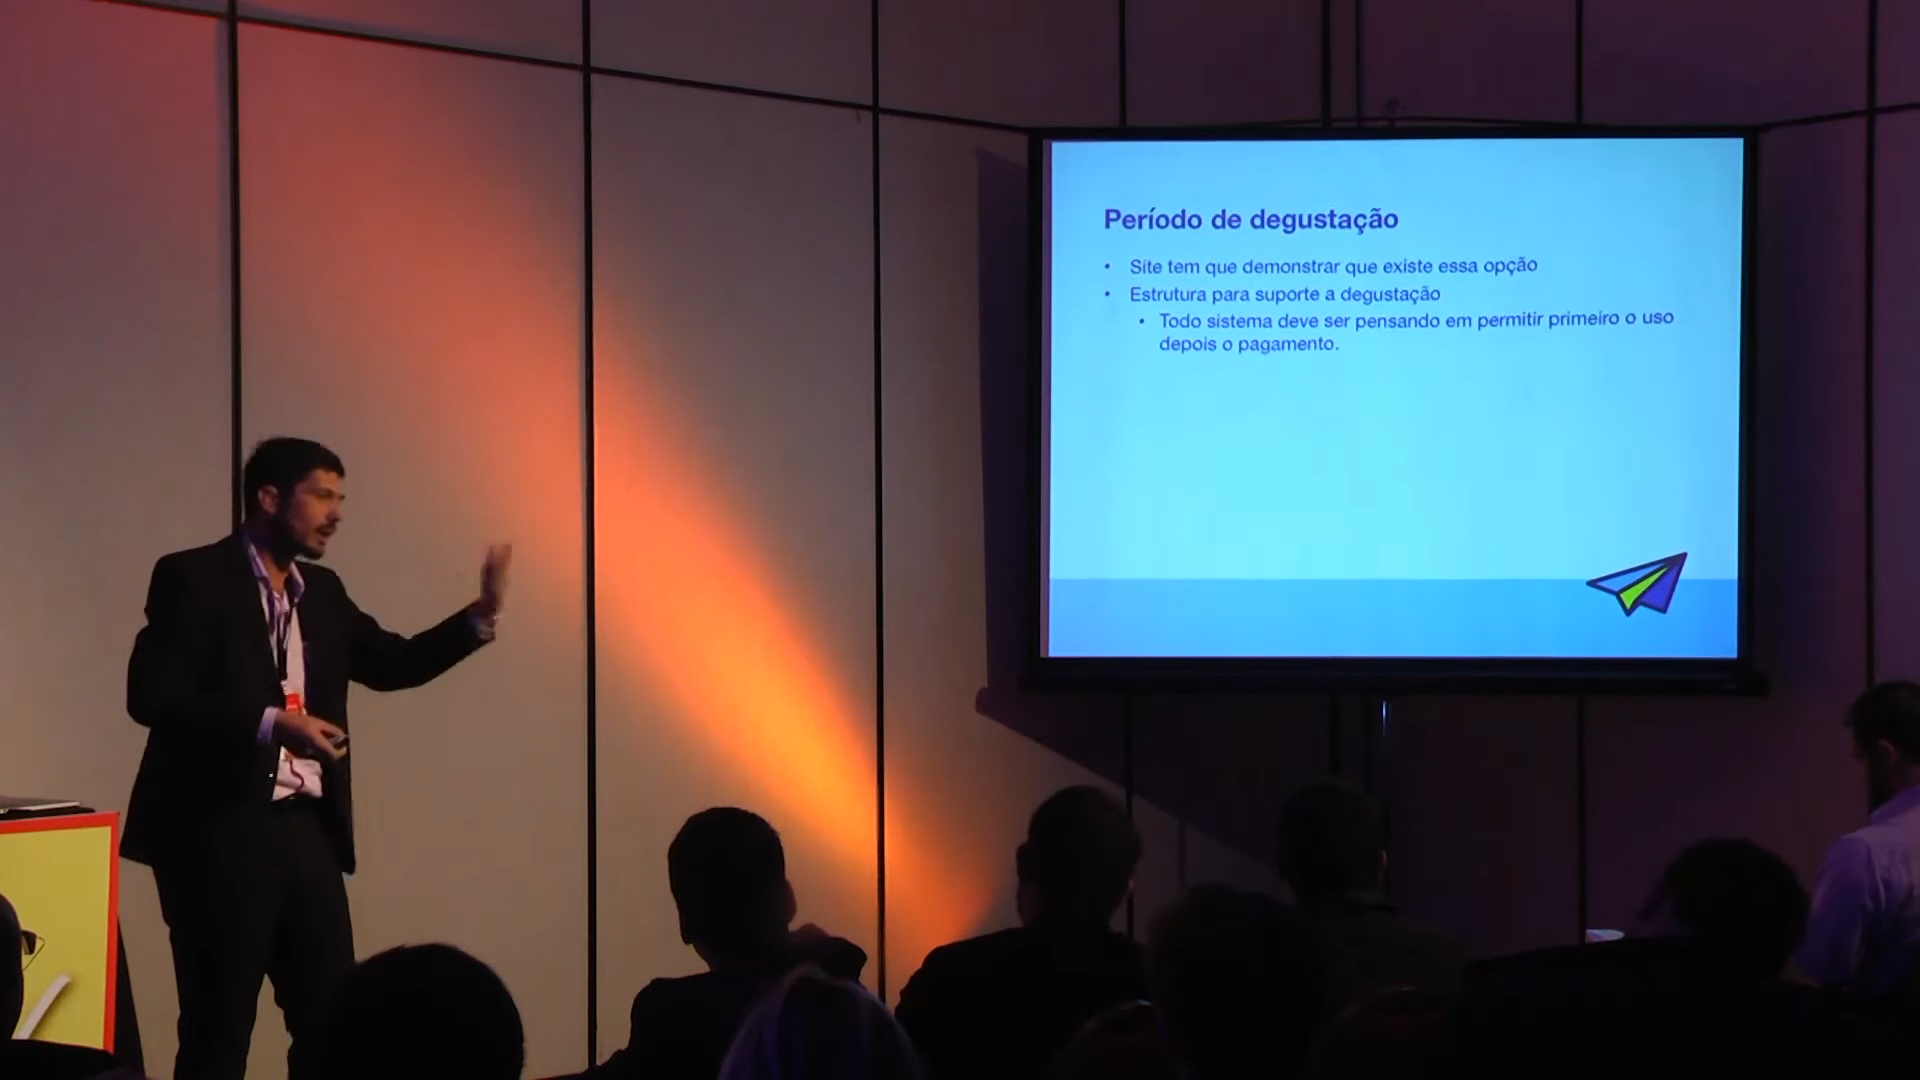 Período de degustação
• Site tem que demonstrar que existe essa opção
• Estrutura para suporte a degustação
• Todo sistema deve ser pensando em permitir primeiro o uso
depois o pagamento.